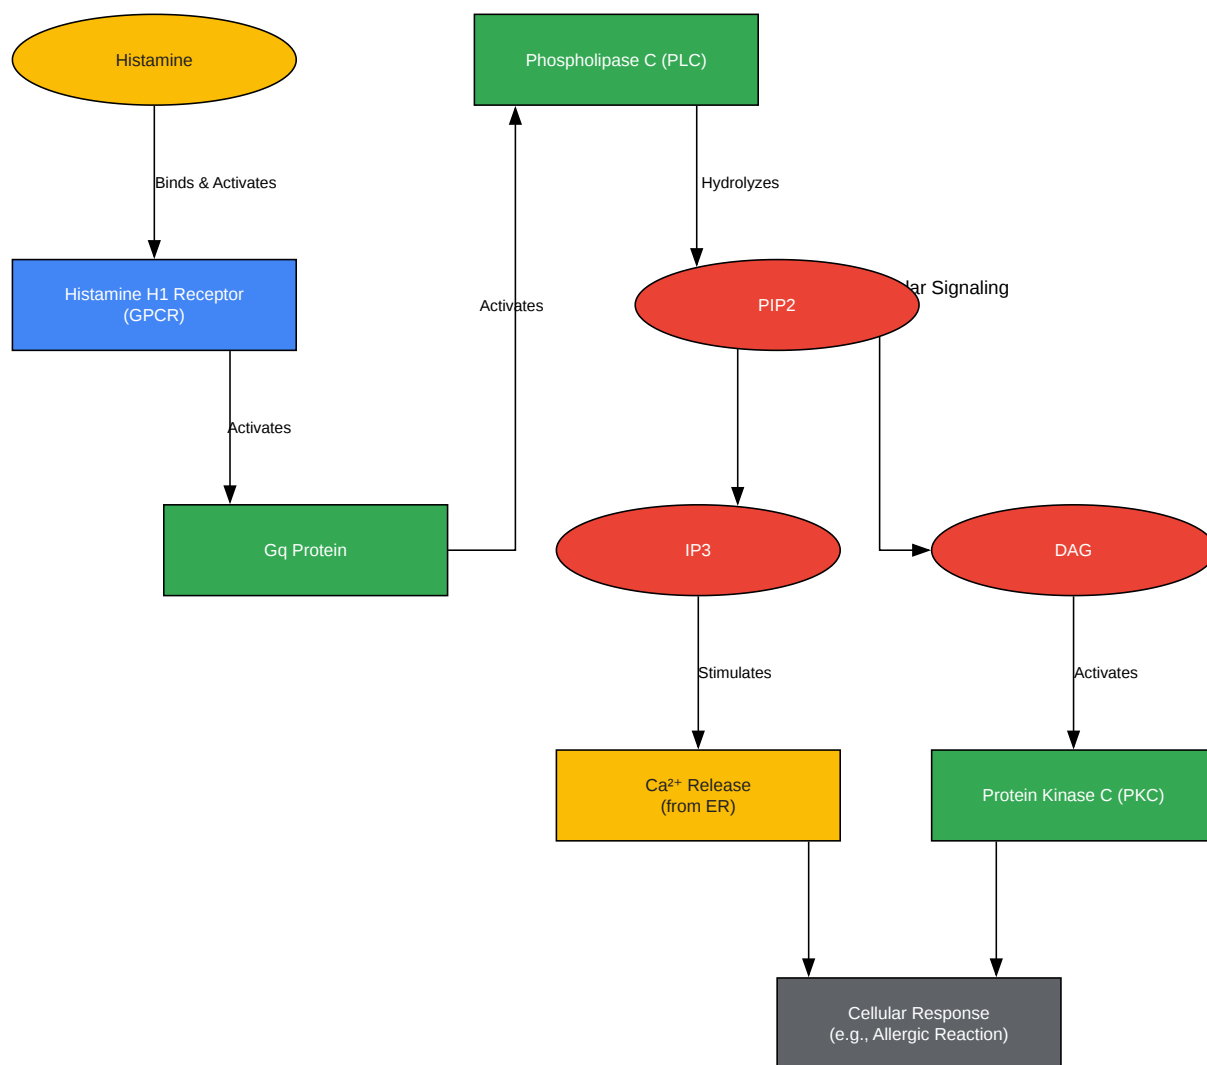 Histamine
Phospholipase C (PLC)
Binds & Activates
Hydrolyzes
Histamine H1 Receptor
(GPCR)
Activates
PIP2
Signaling
Activates
Gq Protein
IP3
DAG
Stimulates
Activates
Ca²⁺ Release
(from ER)
Protein Kinase C (PKC)
Cellular Response
(e.g., Allergic Reaction)